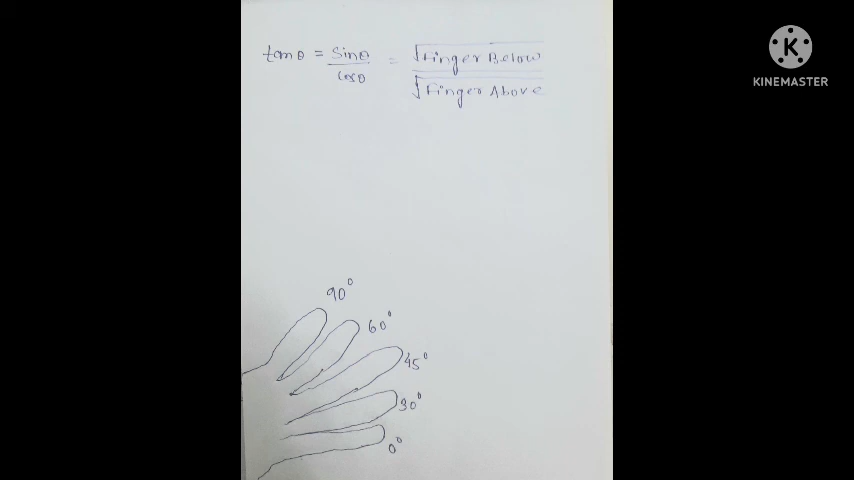 tanθ = sinθ/cosθ = √Finger Below/√Finger Above
K
KINEMASTER
90°
60°
45°
30°
0°